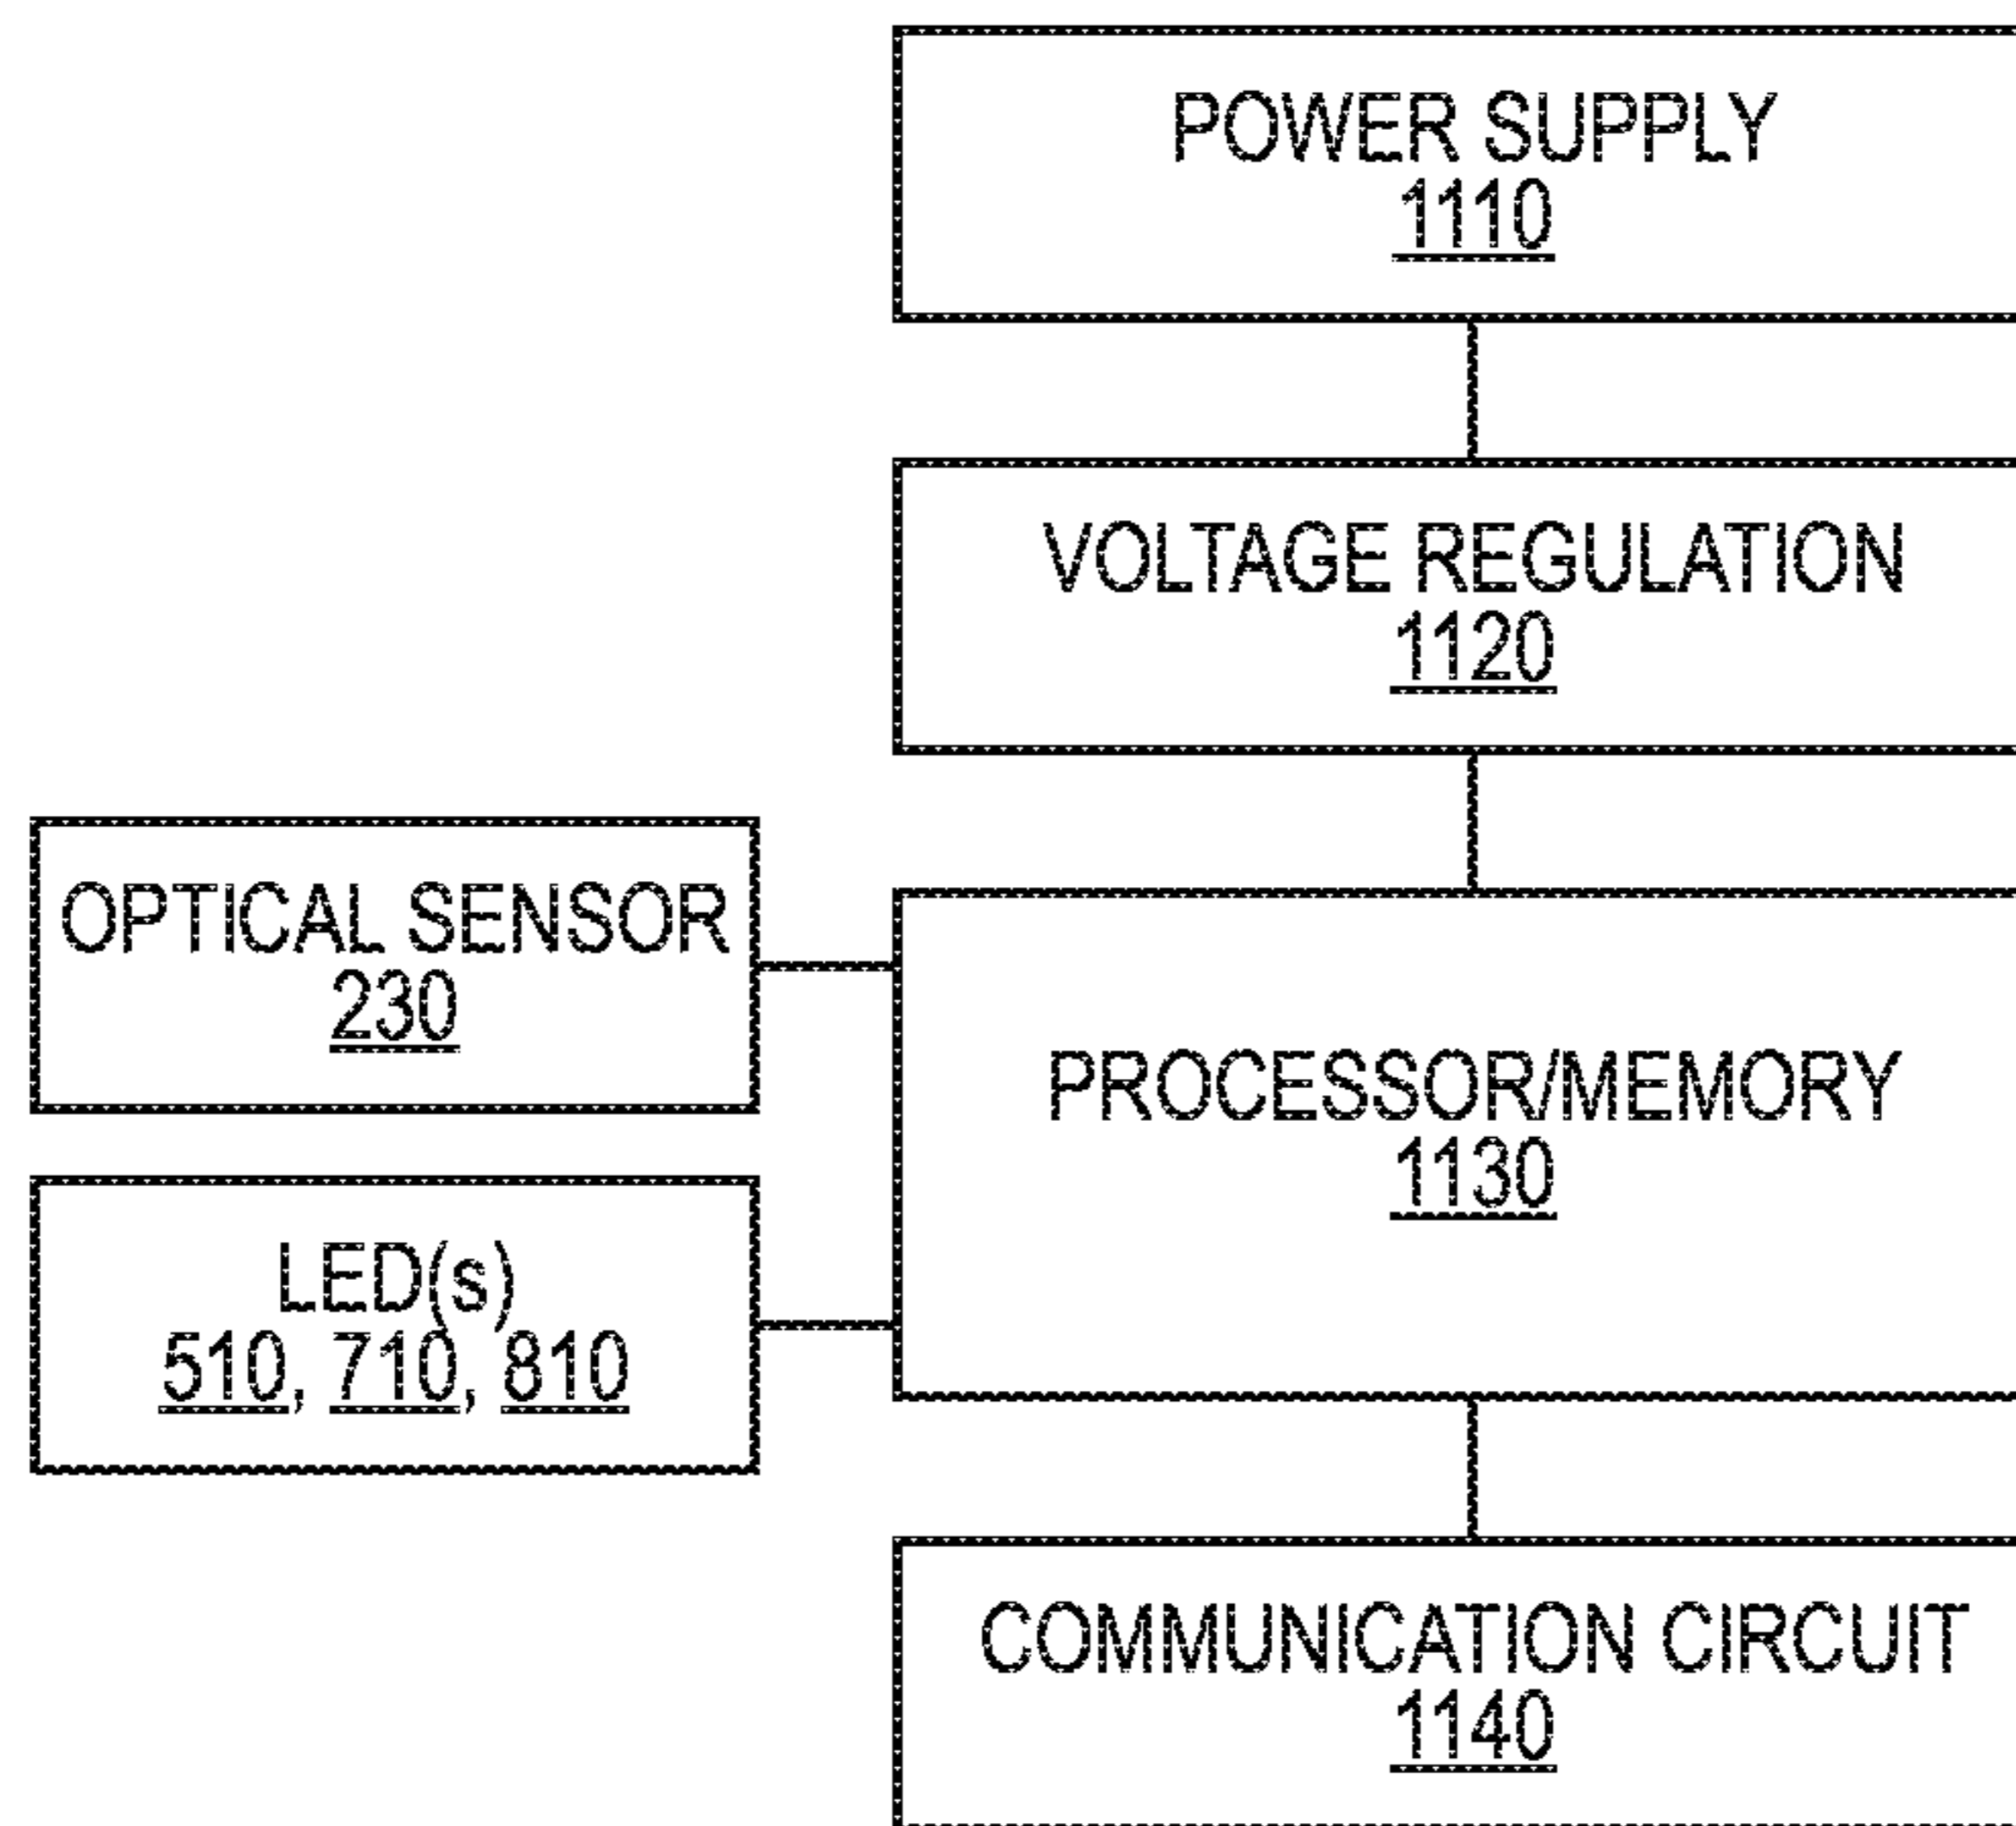 POWER SUPPLY
1110
VOLTAGE REGULATION
1120
OPTICAL SENSOR
230
PROCESSOR/MEMORY
1130
LED(s)
510, 710, 810
COMMUNICATION CIRCUIT
1140